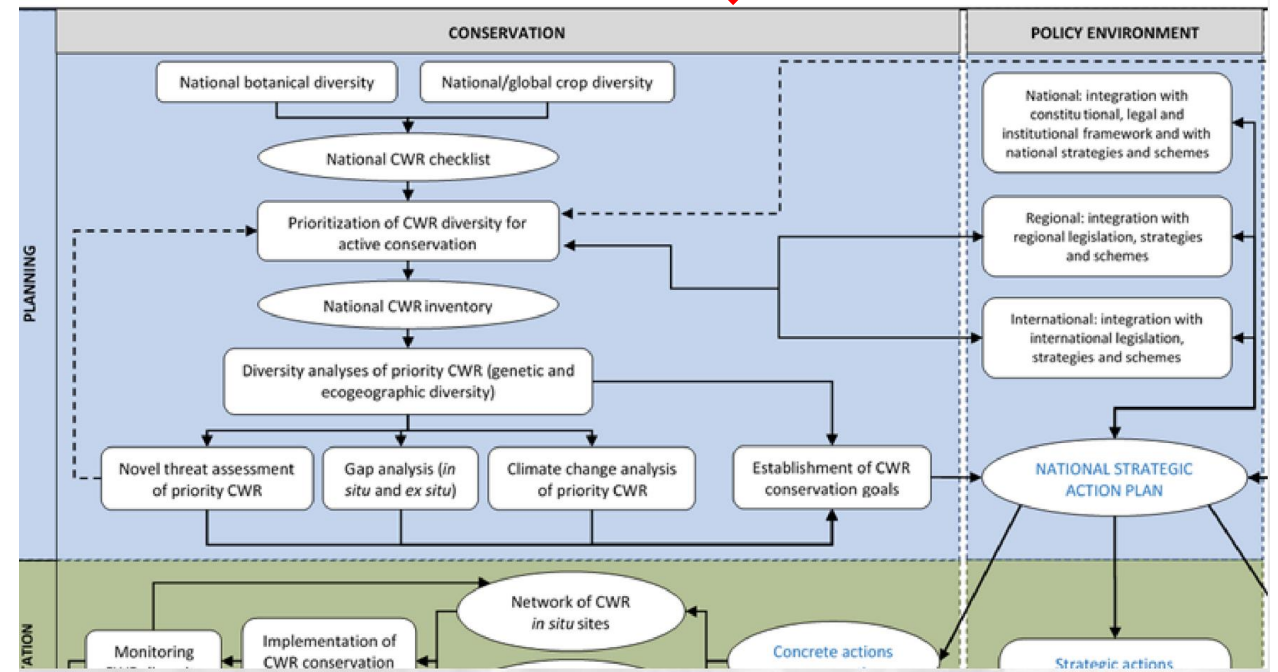 CONSERVATION
POLICY ENVIRONMENT
PLANNING
National botanical diversity
National/global crop diversity
National CWR checklist
Prioritization of CWR diversity for
active conservation
National CWR inventory
Diversity analyses of priority CWR (genetic and
ecogeographic diversity)
Novel threat assessment
of priority CWR
Gap analysis (in
situ and ex situ)
Climate change analysis
of priority CWR
Establishment of CWR
conservation goals
National: integration with
constitutional, legal and
institutional framework and with
national strategies and schemes
Regional: integration with
regional legislation, strategies
and schemes
International: integration with
international legislation,
strategies and schemes
NATIONAL STRATEGIC
ACTION PLAN
Network of CWR
in situ sites
Monitoring
Implementation of
CWR conservation
Concrete actions
Strategic actions